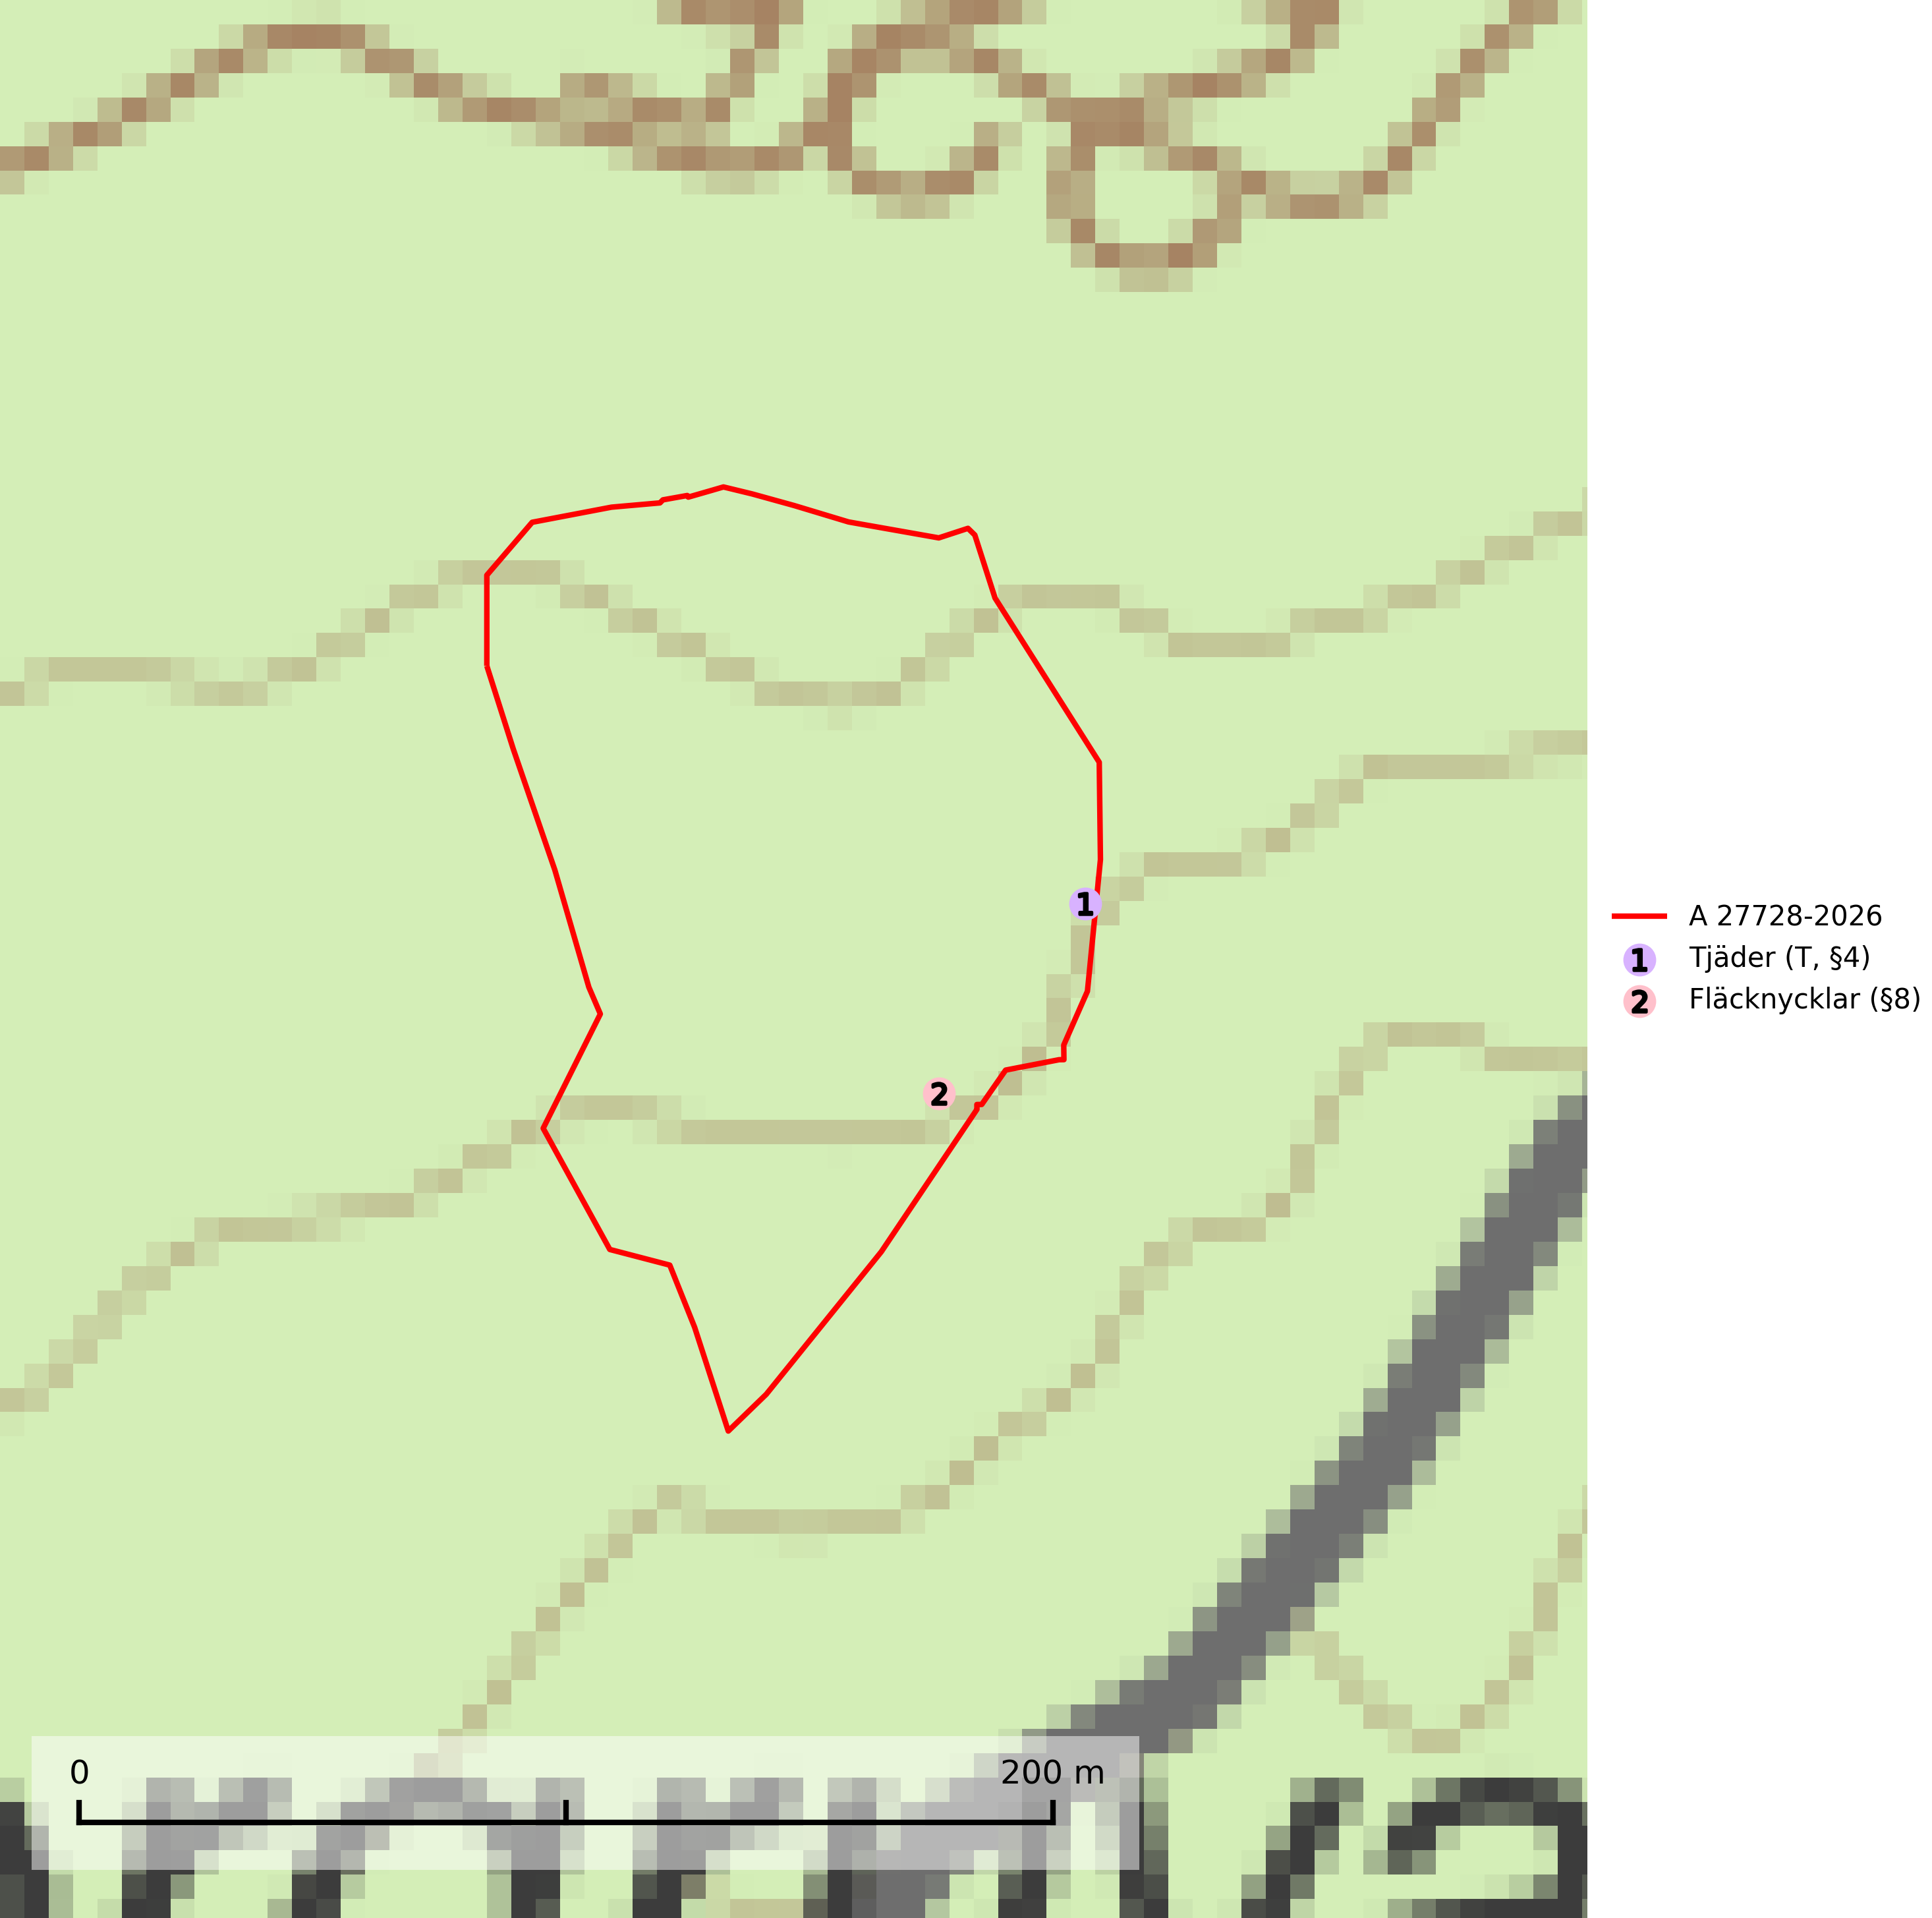 A 27728-2026
1 Tjäder (T, §4)
2 Fläcknycklar (§8)
1
2
0 200 m